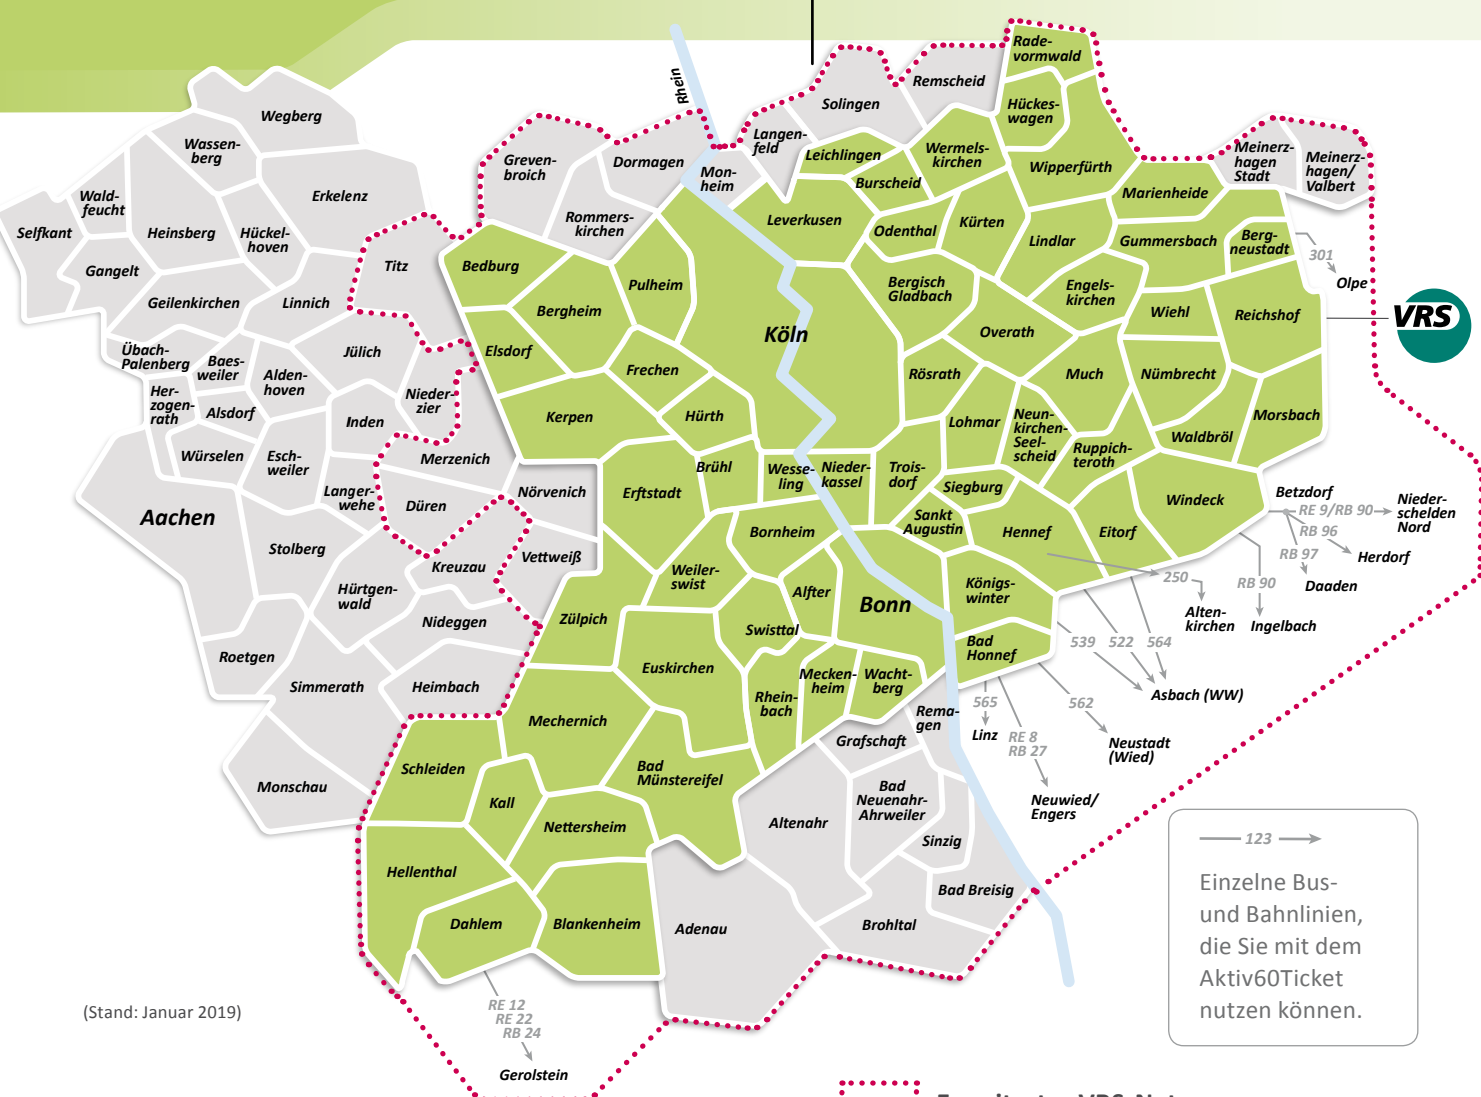 Rhein
Rade-
vormwald
Remscheid
Solingen
Hückes-
wagen
Wegberg
Wassen-
berg
Langen-
feld
Leichlingen
Wermels-
kirchen
Wipperfürth
Meinerz-
hagen
Stadt
Meinerz-
hagen/
Valbert
Greven-
broich
Dormagen
Mon-
heim
Burscheid
Marienheide
Erkelenz
Wald-
feucht
Selfkant
Heinsberg
Hückel-
hoven
Rommers-
kirchen
Leverkusen
Odenthal
Kürten
Lindlar
Gummersbach
Berg-
neustadt
301
Olpe
Gangelt
Titz
Bedburg
Pulheim
Bergisch
Gladbach
Engels-
kirchen
Geilenkirchen
Linnich
Bergheim
Wiehl
Reichshof
VRS
Köln
Overath
Übach-
Palenberg
Baes-
weiler
Jülich
Elsdorf
Frechen
Rösrath
Much
Nümbrecht
Alden-
hoven
Nieder-
zier
Her-
zogen-
rath
Alsdorf
Inden
Kerpen
Hürth
Lohmar
Neun-
kirchen-
Seel-
scheid
Morsbach
Waldbröl
Ruppich-
teroth
Würselen
Esch-
weiler
Merzenich
Brühl
Wesse-
ling
Nieder-
kassel
Trois-
dorf
Siegburg
Langer-
wehe
Düren
Nörvenich
Erftstadt
Windeck
Betzdorf
RE 9/RB 90
Nieder-
schelden
Nord
Aachen
Sankt
Augustin
Hennef
Eitorf
RB 96
Herdorf
Stolberg
Bornheim
RB 97
Daaden
Kreuzau
Vettweiß
Weiler-
swist
Alfter
Bonn
Königs-
winter
250
Alten-
kirchen
RB 90
Ingelbach
Hürtgen-
wald
Nideggen
Zülpich
Swisttal
Bad
Honnef
539
522
564
Roetgen
Euskirchen
Simmerath
Heimbach
Rhein-
bach
Mecken-
heim
Wacht-
berg
Asbach (WW)
562
565
Linz
Mechernich
Rema-
gen
RE 8
RB 27
Neustadt
(Wied)
Grafschaft
Schleiden
Bad
Münstereifel
Monschau
Kall
Bad
Neuenahr-
Ahrweiler
Neuwied/
Engers
Nettersheim
Altenahr
Sinzig
123
Hellenthal
Bad Breisig
Einzelne Bus-
und Bahnlinien,
die Sie mit dem
Aktiv60Ticket
nutzen können.
Dahlem
Blankenheim
Adenau
Brohltal
(Stand: Januar 2019)
RE 12
RE 22
RB 24
Gerolstein